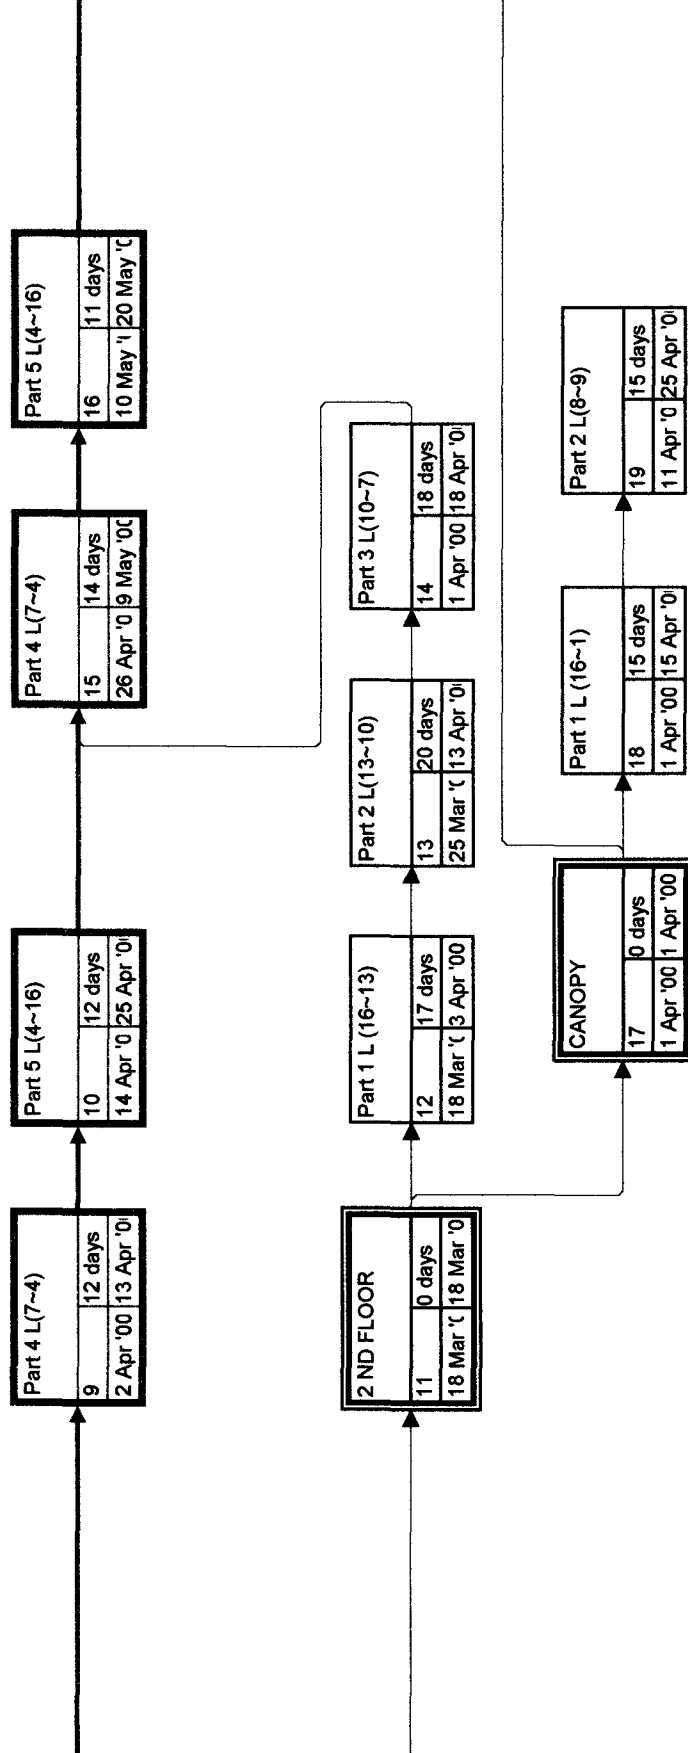 Part 4 L(7~4)
9 12 days
2 Apr '00 13 Apr '0
Part 5 L(4~16)
10 12 days
14 Apr '0 25 Apr '0
Part 4 L(7~4)
15 14 days
26 Apr '0 9 May '00
Part 5 L(4~16)
16 11 days
10 May '( 20 May '0
2 ND FLOOR
11 0 days
18 Mar '( 18 Mar '0
Part 1 L (16~13)
12 17 days
18 Mar '( 3 Apr '00
Part 2 L(13~10)
13 20 days
25 Mar '( 13 Apr '0
Part 3 L(10~7)
14 18 days
1 Apr '00 18 Apr '0
CANOPY
17 0 days
1 Apr '00 1 Apr '00
Part 1 L (16~1)
18 15 days
1 Apr '00 15 Apr '0
Part 2 L(8~9)
19 15 days
11 Apr '0 25 Apr '0